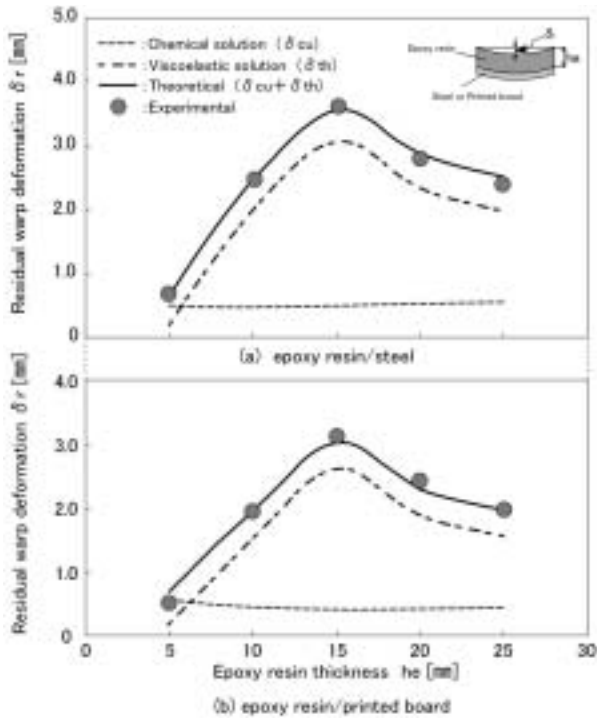 5.0
4.0
3.0
2.0
1.0
0
Residual warp deformation δr [mm]
:Chemical solution (δcu)
:Viscoelastic solution (δth)
:Theoretical (δcu+δth)
:Experimental
δ
Epoxy resin
Steel or Printed board
(a) epoxy resin/steel
4.0
3.0
2.0
1.0
0
Residual warp deformation δr [mm]
0 5 10 15 20 25 30
Epoxy resin thickness he [mm]
(b) epoxy resin/printed board